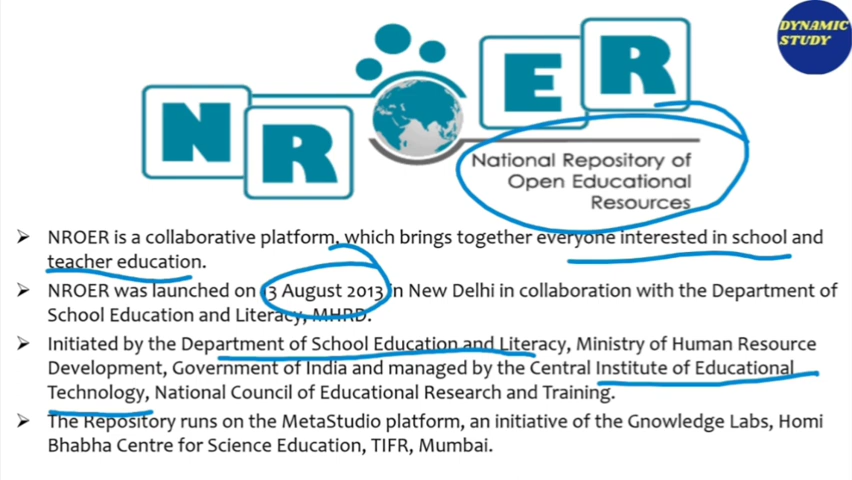 DYNAMIC
STUDY
NROER
National Repository of
Open Educational
Resources
➢ NROER is a collaborative platform, which brings together everyone interested in school and
teacher education.
➢ NROER was launched on 13 August 2013 in New Delhi in collaboration with the Department of
School Education and Literacy, MHRD.
➢ Initiated by the Department of School Education and Literacy, Ministry of Human Resource
Development, Government of India and managed by the Central Institute of Educational
Technology, National Council of Educational Research and Training.
➢ The Repository runs on the MetaStudio platform, an initiative of the Gnowledge Labs, Homi
Bhabha Centre for Science Education, TIFR, Mumbai.